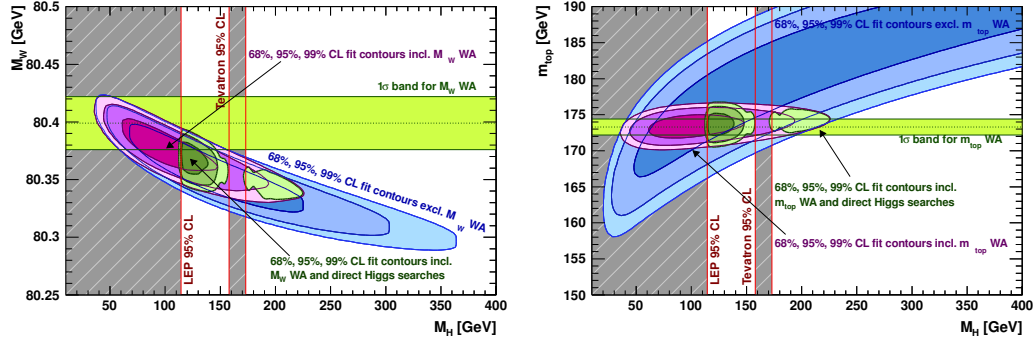 M_W [GeV]
80.5
80.45
80.4
80.35
80.3
80.25
68%, 95%, 99% CL fit contours incl. M_W WA
Tevatron 95% CL
1σ band for M_W WA
68%, 95%, 99% CL fit contours excl. M_W WA
68%, 95%, 99% CL fit contours incl.
M_W WA and direct Higgs searches
LEP 95% CL
50 100 150 200 250 300 350 400
M_H [GeV]
m_top [GeV]
190
185
180
175
170
165
160
155
150
68%, 95%, 99% CL fit contours excl. m_top WA
1σ band for m_top WA
68%, 95%, 99% CL fit contours incl.
m_top WA and direct Higgs searches
68%, 95%, 99% CL fit contours incl. m_top WA
LEP 95% CL
Tevatron 95% CL
50 100 150 200 250 300 350 400
M_H [GeV]